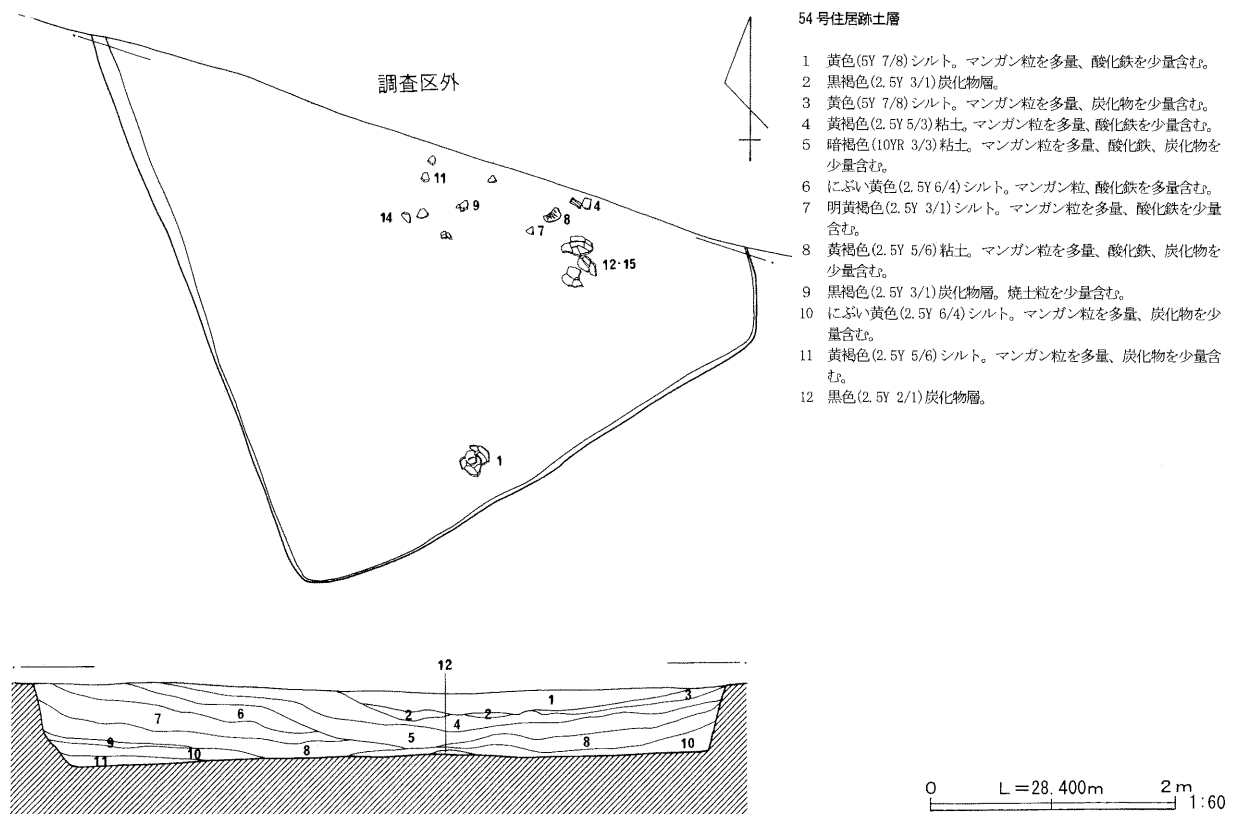 54号住居跡土層
1 黄色(5Y 7/8)シルト。マンガン粒を多量、酸化鉄を少量含む。
2 黒褐色(2.5Y 3/1)炭化物層。
3 黄色(5Y 7/8)シルト。マンガン粒を多量、炭化物を少量含む。
4 黄褐色(2.5Y 5/3)粘土。マンガン粒を多量、酸化鉄を少量含む。
5 暗褐色(10YR 3/3)粘土。マンガン粒を多量、酸化鉄、炭化物を
少量含む。
6 にぶい黄色(2.5Y 6/4)シルト。マンガン粒、酸化鉄を多量含む。
7 明黄褐色(2.5Y 3/1)シルト。マンガン粒を多量、酸化鉄を少量
含む。
8 黄褐色(2.5Y 5/6)粘土。マンガン粒を多量、酸化鉄、炭化物を
少量含む。
9 黒褐色(2.5Y 3/1)炭化物層。焼土粒を少量含む。
10 にぶい黄色(2.5Y 6/4)シルト。マンガン粒を多量、炭化物を少
量含む。
11 黄褐色(2.5Y 5/6)シルト。マンガン粒を多量、炭化物を少量含
む。
12 黒色(2.5Y 2/1)炭化物層。
調査区外
11
14
9
4
8
7
12・15
1
12
1
3
2
2
7
6
4
5
9
10
8
8
10
11
0 L=28.400m 2m
1:60